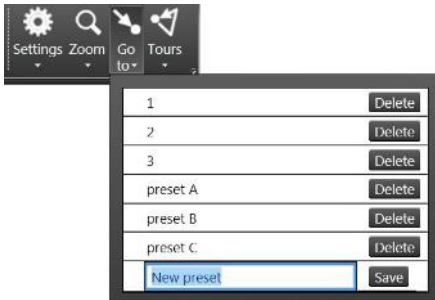 Settings Zoom Go to Tours
1 Delete
2 Delete
3 Delete
preset A Delete
preset B Delete
preset C Delete
New preset Save